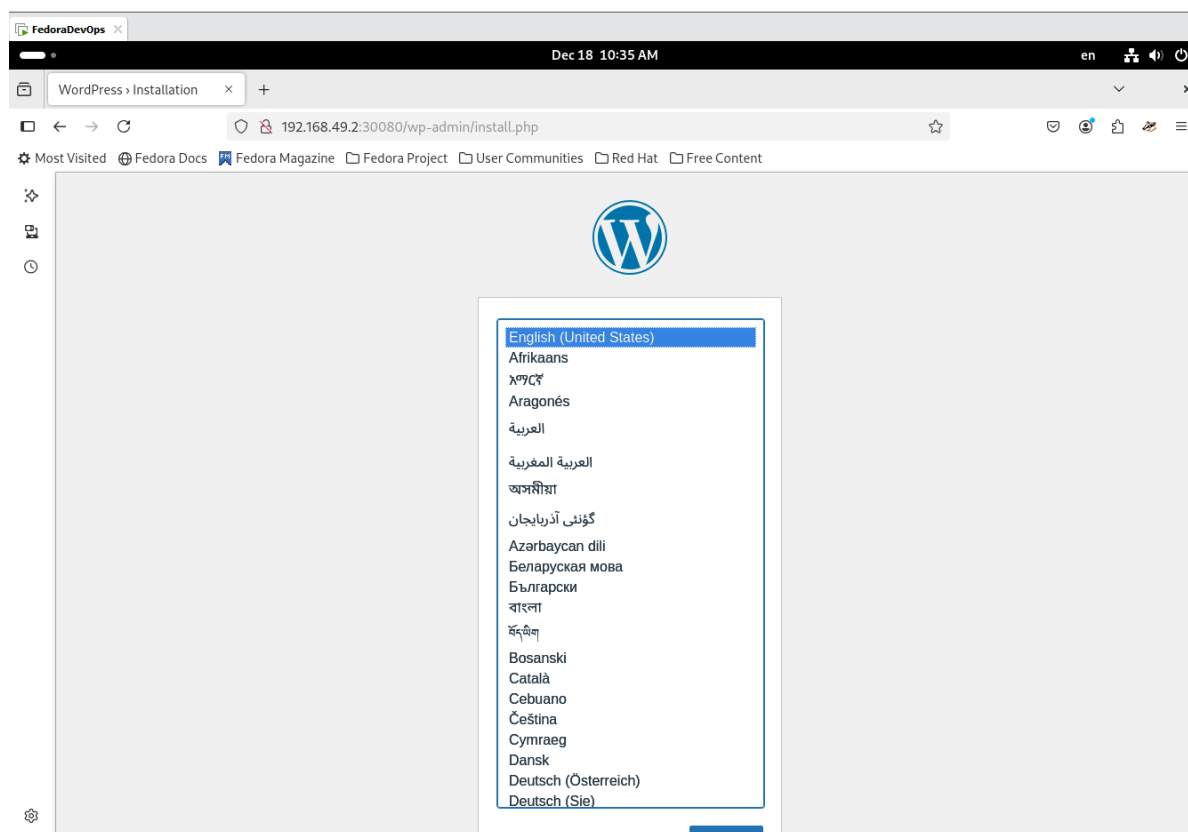 FedoraDevOps
Dec 18 10:35 AM
en
WordPress › Installation
192.168.49.2:30080/wp-admin/install.php
Most Visited Fedora Docs Fedora Magazine Fedora Project User Communities Red Hat Free Content
English (United States)
Afrikaans
አማርኛ
Aragonés
العربية
العربية المغربية
অসমীয়া
گؤنئی آذربایجان
Azərbaycan dili
Беларуская мова
Български
বাংলা
བོད་ཡིག
Bosanski
Català
Cebuano
Čeština
Cymraeg
Dansk
Deutsch (Österreich)
Deutsch (Sie)